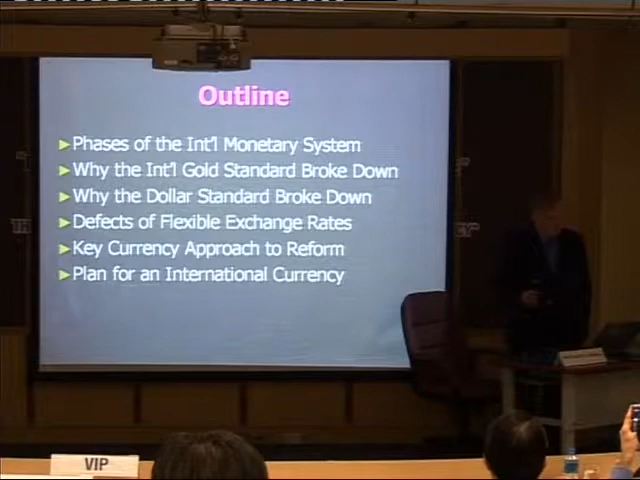 Outline
Phases of the Int'l Monetary System
Why the Int'l Gold Standard Broke Down
Why the Dollar Standard Broke Down
Defects of Flexible Exchange Rates
Key Currency Approach to Reform
Plan for an International Currency
VIP